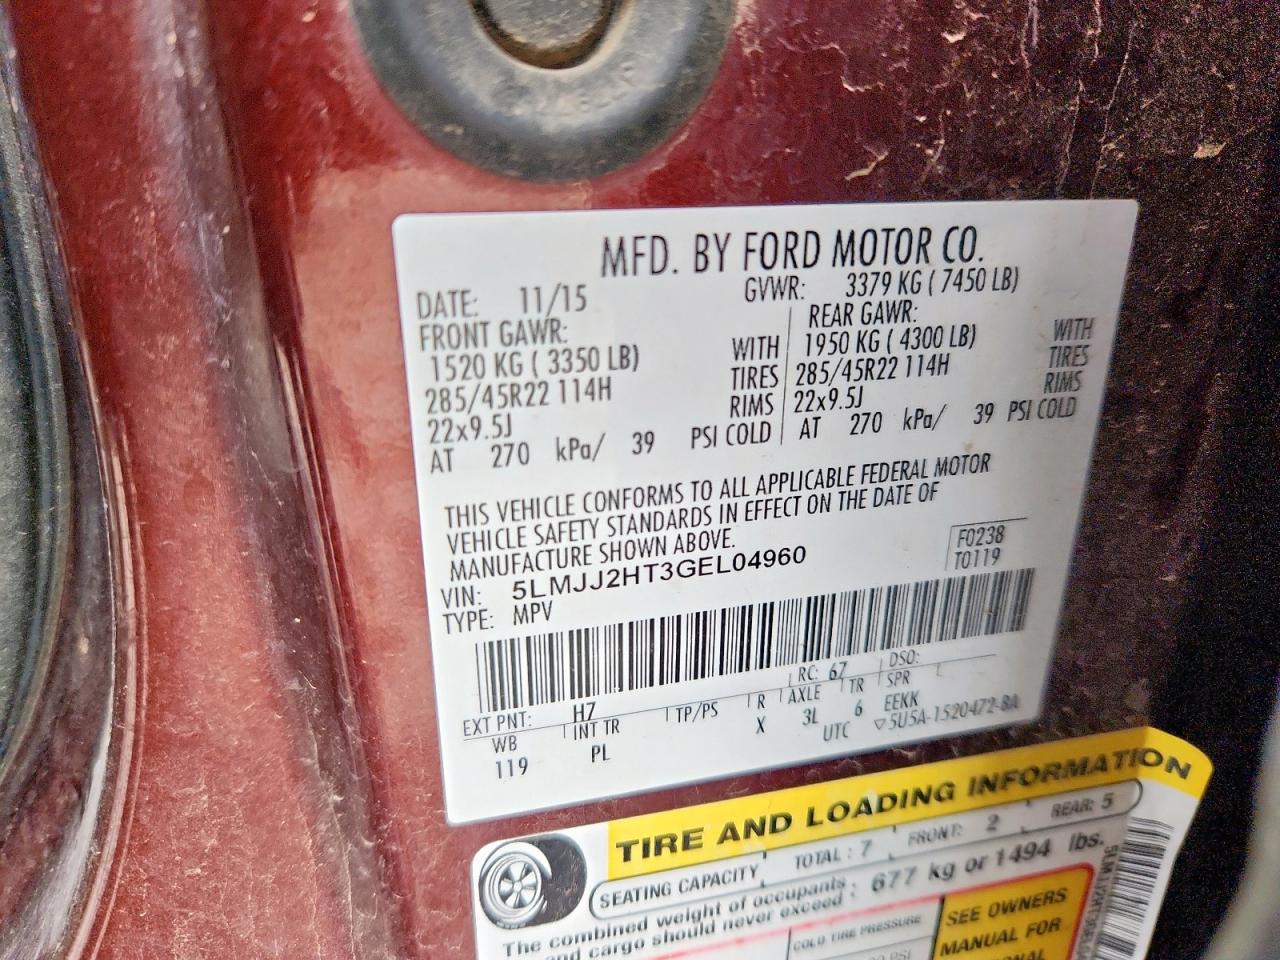 MFD. BY FORD MOTOR CO.
DATE: 11/15 GVWR: 3379 KG ( 7450 LB)
FRONT GAWR:
1520 KG ( 3350 LB) WITH
285/45R22 114H TIRES
22x9.5J RIMS
AT 270 kPa/ 39 PSI COLD
REAR GAWR:
1950 KG ( 4300 LB) WITH
285/45R22 114H TIRES
22x9.5J RIMS
AT 270 kPa/ 39 PSI COLD
THIS VEHICLE CONFORMS TO ALL APPLICABLE FEDERAL MOTOR
VEHICLE SAFETY STANDARDS IN EFFECT ON THE DATE OF
MANUFACTURE SHOWN ABOVE.
VIN: 5LMJJ2HT3GEL04960
TYPE: MPV
F0238
T0119
EXT PNT: H7 RC: 67 DSO:
WB INT TR TP/PS R AXLE TR SPR
119 PL X 3L 6 EEKK
UTC ▽5U5A-1520472-BA
TIRE AND LOADING INFORMATION
SEATING CAPACITY TOTAL : 7 FRONT: 2 REAR: 5
The combined weight of occupants
and cargo should never exceed : 677 kg or 1494 lbs.
COLD TIRE PRESSURE
SEE OWNERS
MANUAL FOR